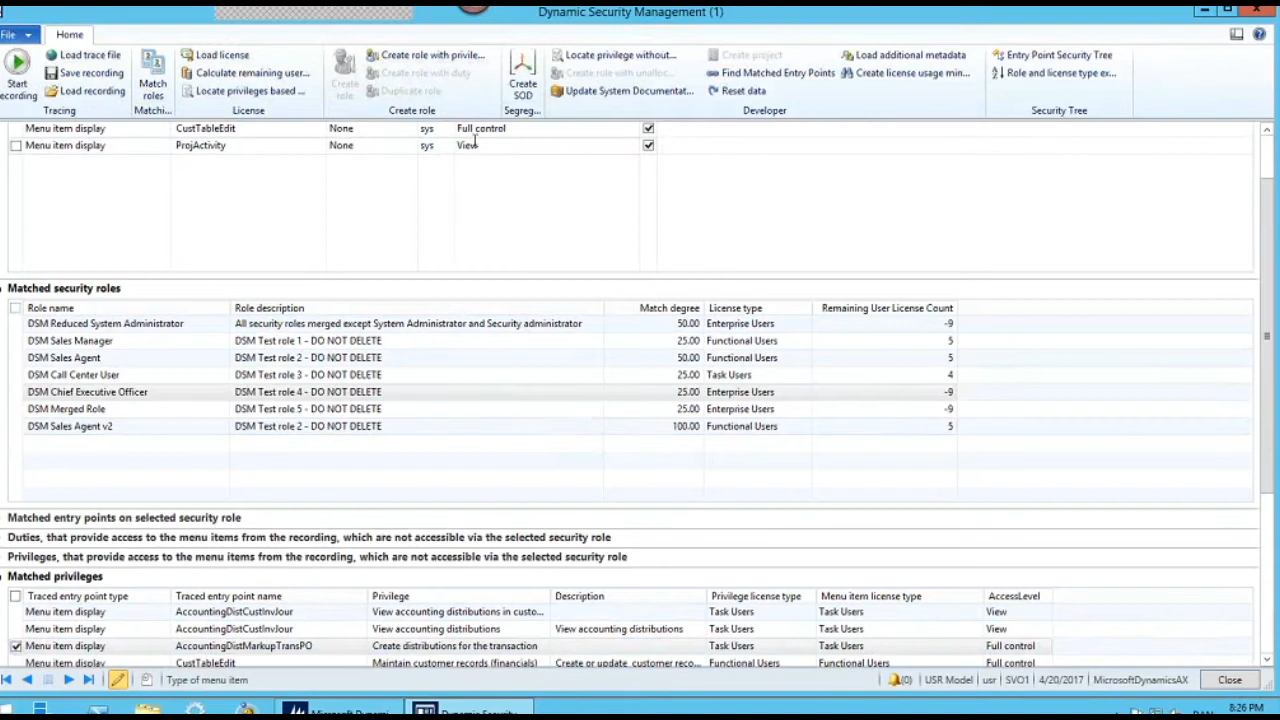 Dynamic Security Management (1)
File Home
Start
ecording
Load trace file
Save recording
Load recording
Tracing
Match
roles
Matchi...
Load license
Calculate remaining user...
Locate privileges based ...
License
Create
role
Create role with privile...
Create role with duty
Duplicate role
Create role
Create
SOD
Segreg...
Locate privilege without...
Create role with unalloc...
Update System Documentat...
Create project
Find Matched Entry Points
Reset data
Load additional metadata
Create license usage min...
Developer
Entry Point Security Tree
Role and license type ex...
Security Tree
Menu item display CustTableEdit None sys Full control
Menu item display ProjActivity None sys View
Matched security roles
Role name Role description Match degree License type Remaining User License Count
DSM Reduced System Administrator All security roles merged except System Administrator and Security administrator 50.00 Enterprise Users -9
DSM Sales Manager DSM Test role 1 - DO NOT DELETE 25.00 Functional Users 5
DSM Sales Agent DSM Test role 2 - DO NOT DELETE 50.00 Functional Users 5
DSM Call Center User DSM Test role 3 - DO NOT DELETE 25.00 Task Users 4
DSM Chief Executive Officer DSM Test role 4 - DO NOT DELETE 25.00 Enterprise Users -9
DSM Merged Role DSM Test role 5 - DO NOT DELETE 25.00 Enterprise Users -9
DSM Sales Agent v2 DSM Test role 2 - DO NOT DELETE 100.00 Functional Users 5
Matched entry points on selected security role
Duties, that provide access to the menu items from the recording, which are not accessible via the selected security role
Privileges, that provide access to the menu items from the recording, which are not accessible via the selected security role
Matched privileges
Traced entry point type Traced entry point name Privilege Description Privilege license type Menu item license type AccessLevel
Menu item display AccountingDistCustInvJour View accounting distributions in custo... Task Users Task Users View
Menu item display AccountingDistCustInvJour View accounting distributions View accounting distributions Task Users Task Users View
Menu item display AccountingDistMarkupTransPO Create distributions for the transaction Task Users Task Users Full control
Menu item display CustTableEdit Maintain customer records (financials) Create or update customer reco... Functional Users Functional Users Full control
Type of menu item (0) USR Model usr SVO1 4/20/2017 MicrosoftDynamicsAX Close
8:26 PM